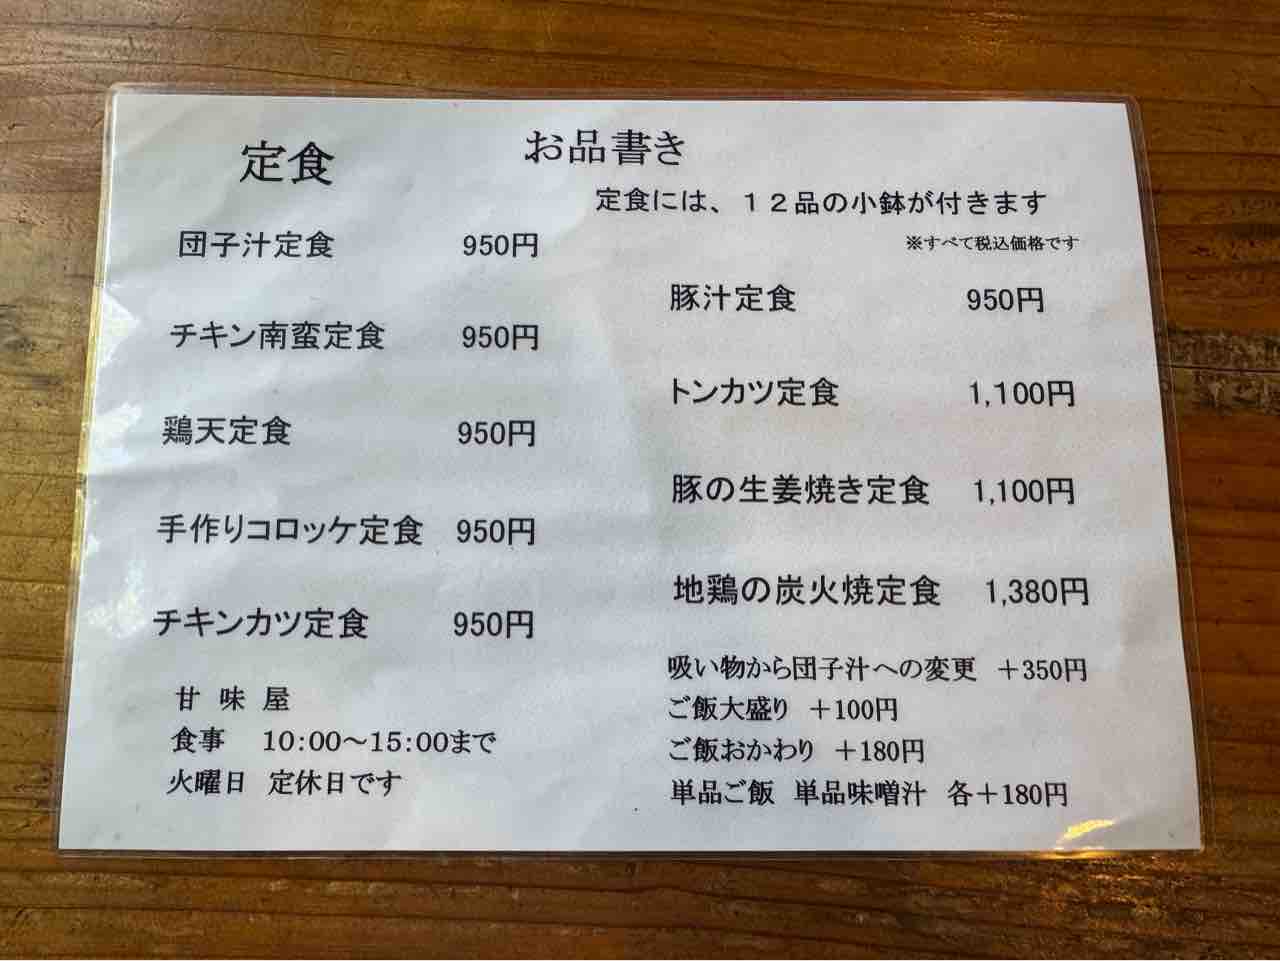 お品書き
定食
定食には、１２品の小鉢が付きます
※すべて税込価格です
団子汁定食 950円
チキン南蛮定食 950円
鶏天定食 950円
手作りコロッケ定食 950円
チキンカツ定食 950円
甘 味 屋
食事 10:00～15:00まで
火曜日 定休日です
豚汁定食 950円
トンカツ定食 1,100円
豚の生姜焼き定食 1,100円
地鶏の炭火焼定食 1,380円
吸い物から団子汁への変更 ＋350円
ご飯大盛り ＋100円
ご飯おかわり ＋180円
単品ご飯 単品味噌汁 各＋180円